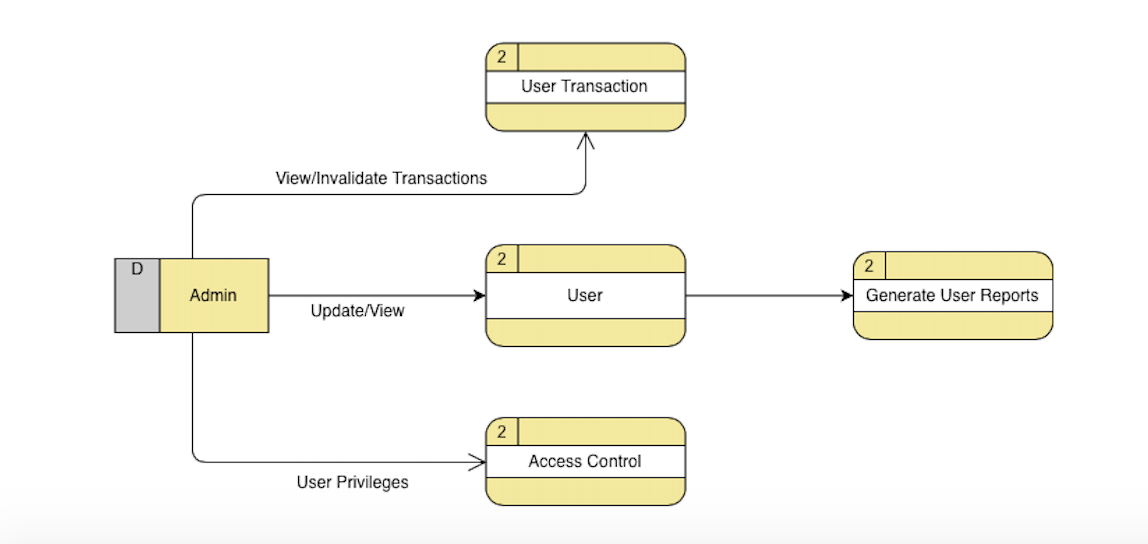 2
User Transaction
View/Invalidate Transactions
D
Admin
Update/View
2
User
2
Generate User Reports
2
Access Control
User Privileges